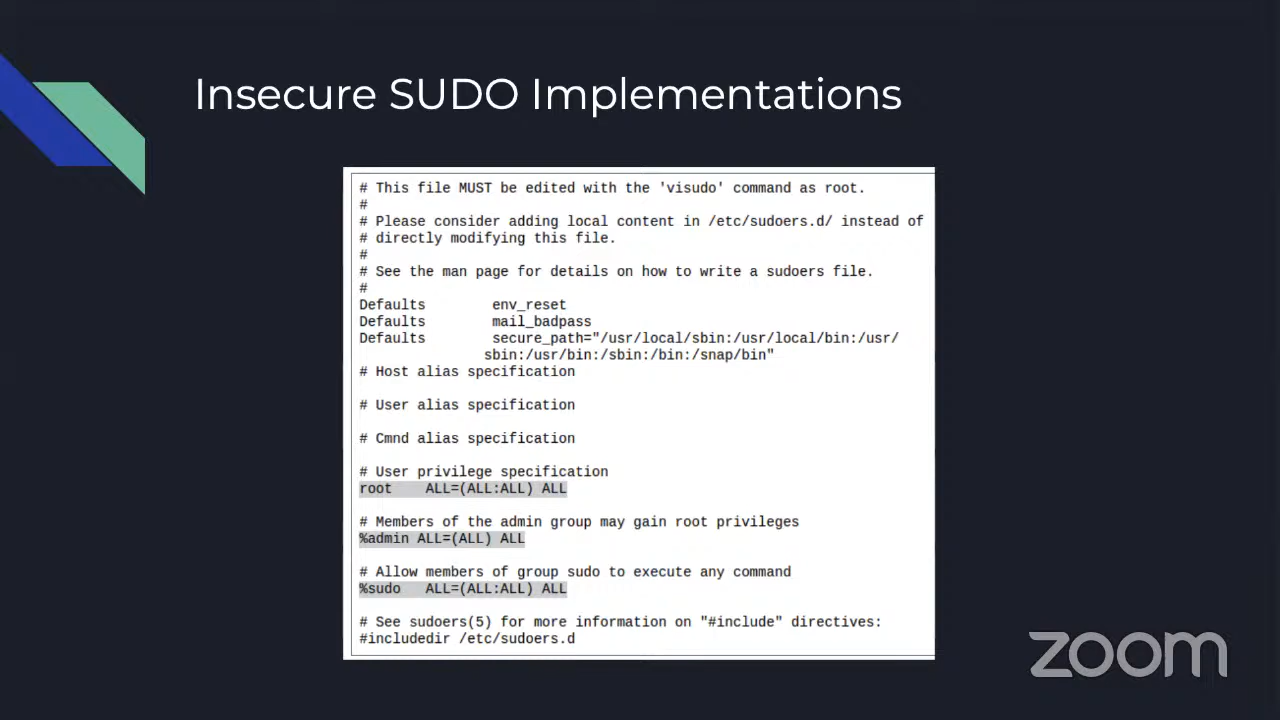 Insecure SUDO Implementations
# This file MUST be edited with the 'visudo' command as root.
#
# Please consider adding local content in /etc/sudoers.d/ instead of
# directly modifying this file.
#
# See the man page for details on how to write a sudoers file.
#
Defaults        env_reset
Defaults        mail_badpass
Defaults        secure_path="/usr/local/sbin:/usr/local/bin:/usr/
sbin:/usr/bin:/sbin:/bin:/snap/bin"
# Host alias specification
# User alias specification
# Cmnd alias specification
# User privilege specification
root    ALL=(ALL:ALL) ALL
# Members of the admin group may gain root privileges
%admin ALL=(ALL) ALL
# Allow members of group sudo to execute any command
%sudo   ALL=(ALL:ALL) ALL
# See sudoers(5) for more information on "#include" directives:
#includedir /etc/sudoers.d
zoom